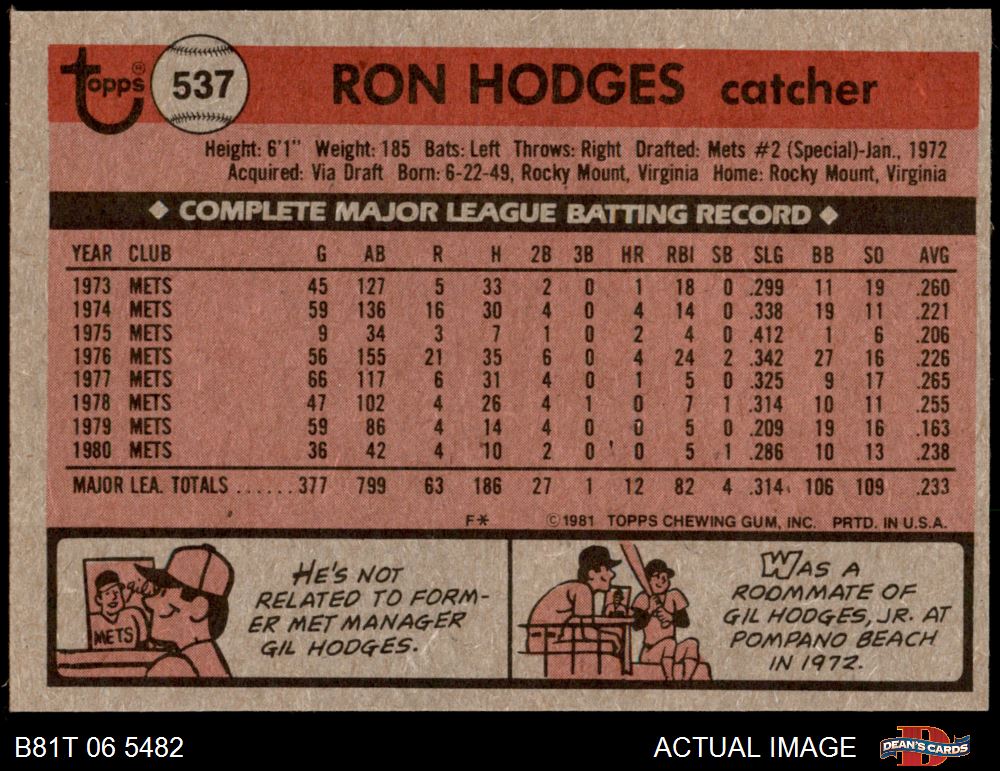 Topps® 537 RON HODGES catcher
Height: 6'1" Weight: 185 Bats: Left Throws: Right Drafted: Mets #2 (Special)-Jan., 1972
Acquired: Via Draft Born: 6-22-49, Rocky Mount, Virginia Home: Rocky Mount, Virginia
◆ COMPLETE MAJOR LEAGUE BATTING RECORD ◆
YEAR CLUB G AB R H 2B 3B HR RBI SB SLG BB SO AVG
1973 METS 45 127 5 33 2 0 1 18 0 .299 11 19 .260
1974 METS 59 136 16 30 4 0 4 14 0 .338 19 11 .221
1975 METS 9 34 3 7 1 0 2 4 0 .412 1 6 .206
1976 METS 56 155 21 35 6 0 4 24 2 .342 27 16 .226
1977 METS 66 117 6 31 4 0 1 5 0 .325 9 17 .265
1978 METS 47 102 4 26 4 1 0 7 1 .314 10 11 .255
1979 METS 59 86 4 14 4 0 0 5 0 .209 19 16 .163
1980 METS 36 42 4 10 2 0 0 5 1 .286 10 13 .238
MAJOR LEA. TOTALS ...... 377 799 63 186 27 1 12 82 4 .314 106 109 .233
F* ©1981 TOPPS CHEWING GUM, INC. PRTD. IN U.S.A.
gil
METS
HE'S NOT
RELATED TO FORM-
ER MET MANAGER
GIL HODGES.
WAS A
ROOMMATE OF
GIL HODGES, JR. AT
POMPANO BEACH
IN 1972.
B81T 06 5482 ACTUAL IMAGE D DEAN'S CARDS